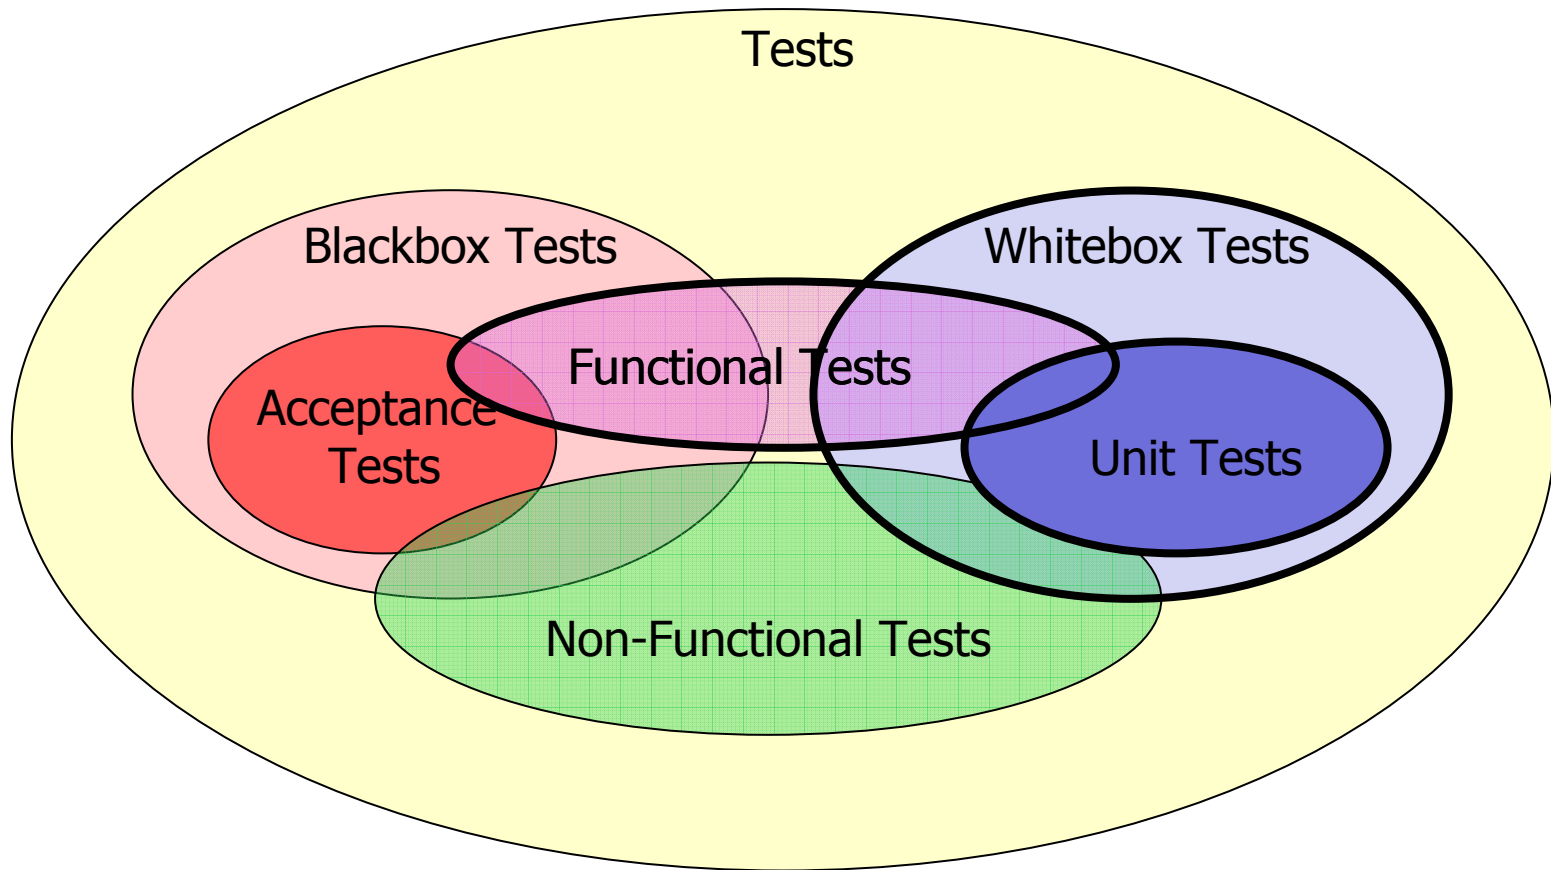 Tests
Blackbox Tests
Whitebox Tests
Functional Tests
Acceptance
Tests
Unit Tests
Non-Functional Tests